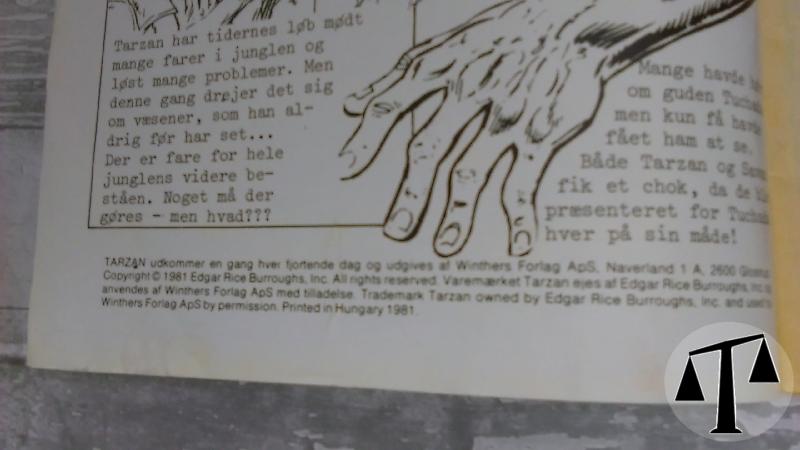 Tarzan har tidernes løb mødt
mange farer i junglen og
løst mange problemer. Men
denne gang drejer det sig
om væsener, som han al-
drig før har set...
Der er fare for hele
junglens videre be-
ståen. Noget må der
gøres - men hvad???
Mange havde
om guden
men kun få
fået ham at se.
Både Tarzan og
fik et chok, da de
præsenteret for
hver på sin måde!
TARZAN udkommer en gang hver fjortende dag og udgives af Winthers Forlag ApS, Naverland 1 A, 2600
Copyright © 1981 Edgar Rice Burroughs, Inc. All rights reserved. Varemærket Tarzan ejes af Edgar Rice Burroughs, Inc. og
anvendes af Winthers Forlag ApS med tilladelse. Trademark Tarzan owned by Edgar Rice Burroughs, Inc. and used
Winthers Forlag ApS by permission. Printed in Hungary 1981.